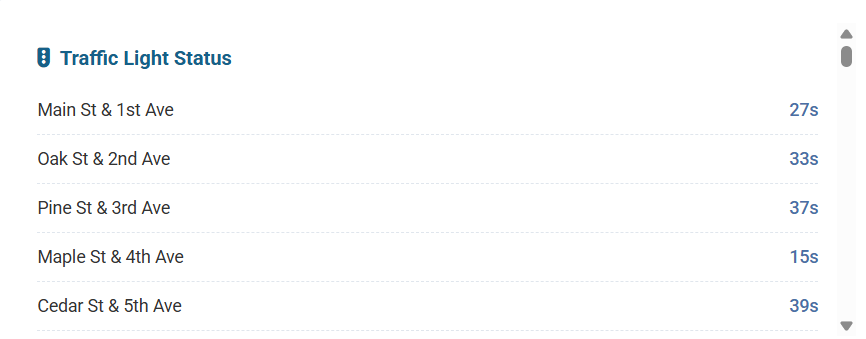 Traffic Light Status
Main St & 1st Ave 27s
Oak St & 2nd Ave 33s
Pine St & 3rd Ave 37s
Maple St & 4th Ave 15s
Cedar St & 5th Ave 39s